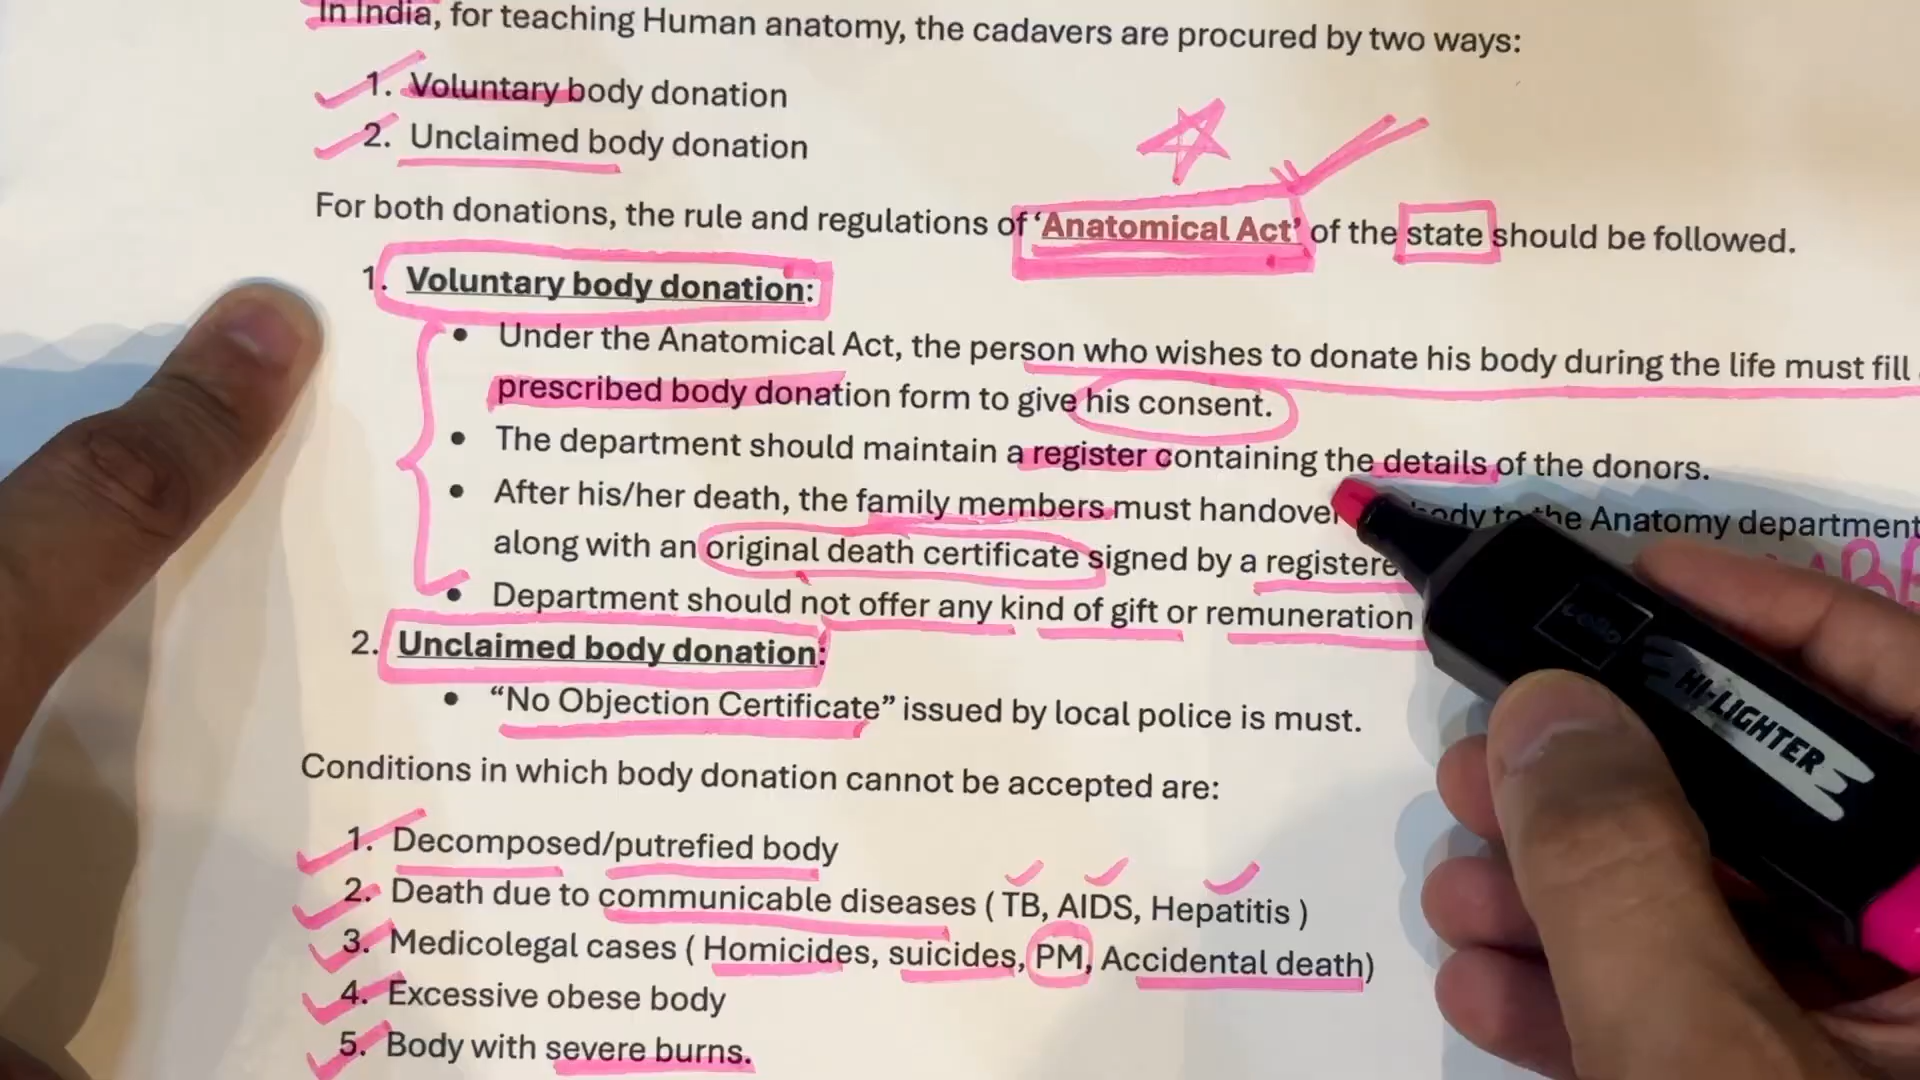 In India, for teaching Human anatomy, the cadavers are procured by two ways:
1. Voluntary body donation
2. Unclaimed body donation
For both donations, the rule and regulations of ‘Anatomical Act’ of the state should be followed.
1. Voluntary body donation:
• Under the Anatomical Act, the person who wishes to donate his body during the life must fill
prescribed body donation form to give his consent.
• The department should maintain a register containing the details of the donors.
• After his/her death, the family members must handover body to the Anatomy department
along with an original death certificate signed by a
• Department should not offer any kind of gift or remuneration
2. Unclaimed body donation:
• “No Objection Certificate” issued by local police is must.
Conditions in which body donation cannot be accepted are:
1. Decomposed/putrefied body
2. Death due to communicable diseases ( TB, AIDS, Hepatitis )
3. Medicolegal cases ( Homicides, suicides, PM, Accidental death)
4. Excessive obese body
5. Body with severe burns.
HI-LIGHTER